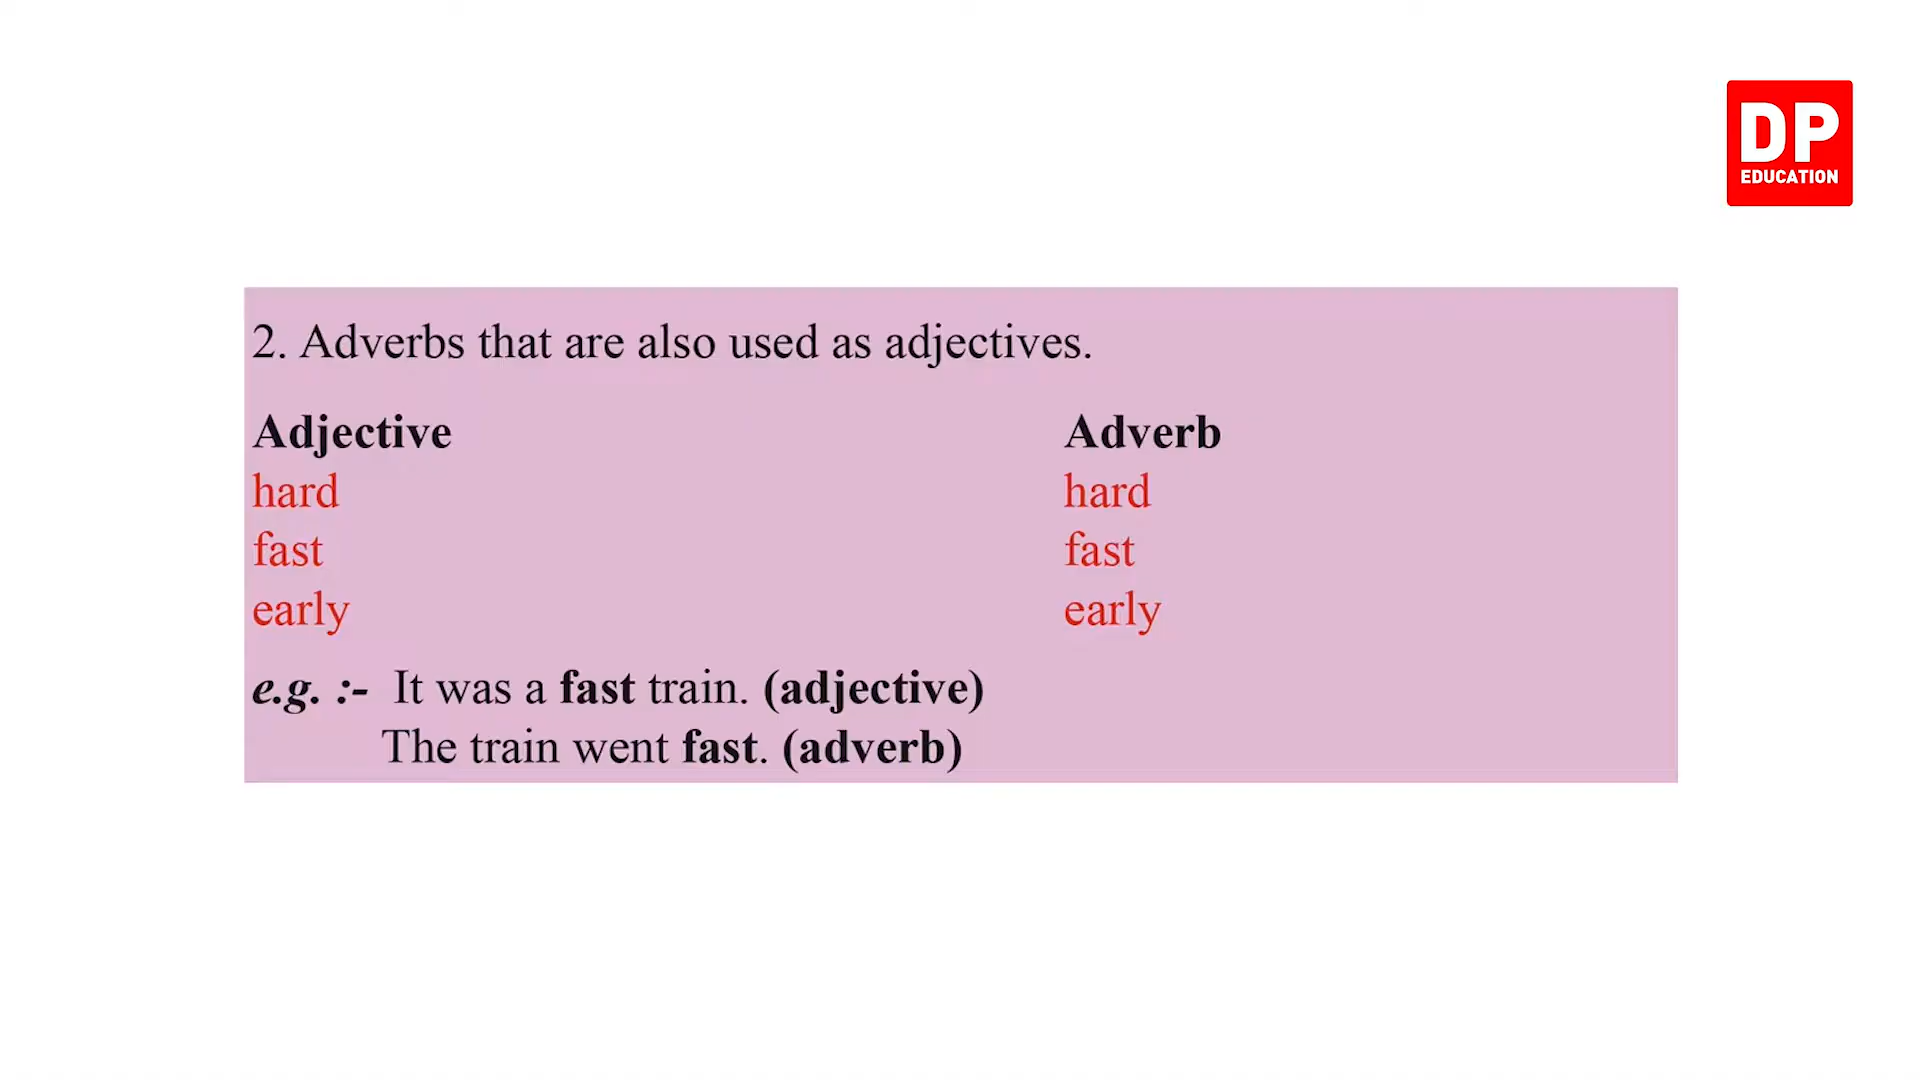 DP
EDUCATION
2. Adverbs that are also used as adjectives.
Adjective Adverb
hard hard
fast fast
early early
e.g. :- It was a fast train. (adjective)
The train went fast. (adverb)